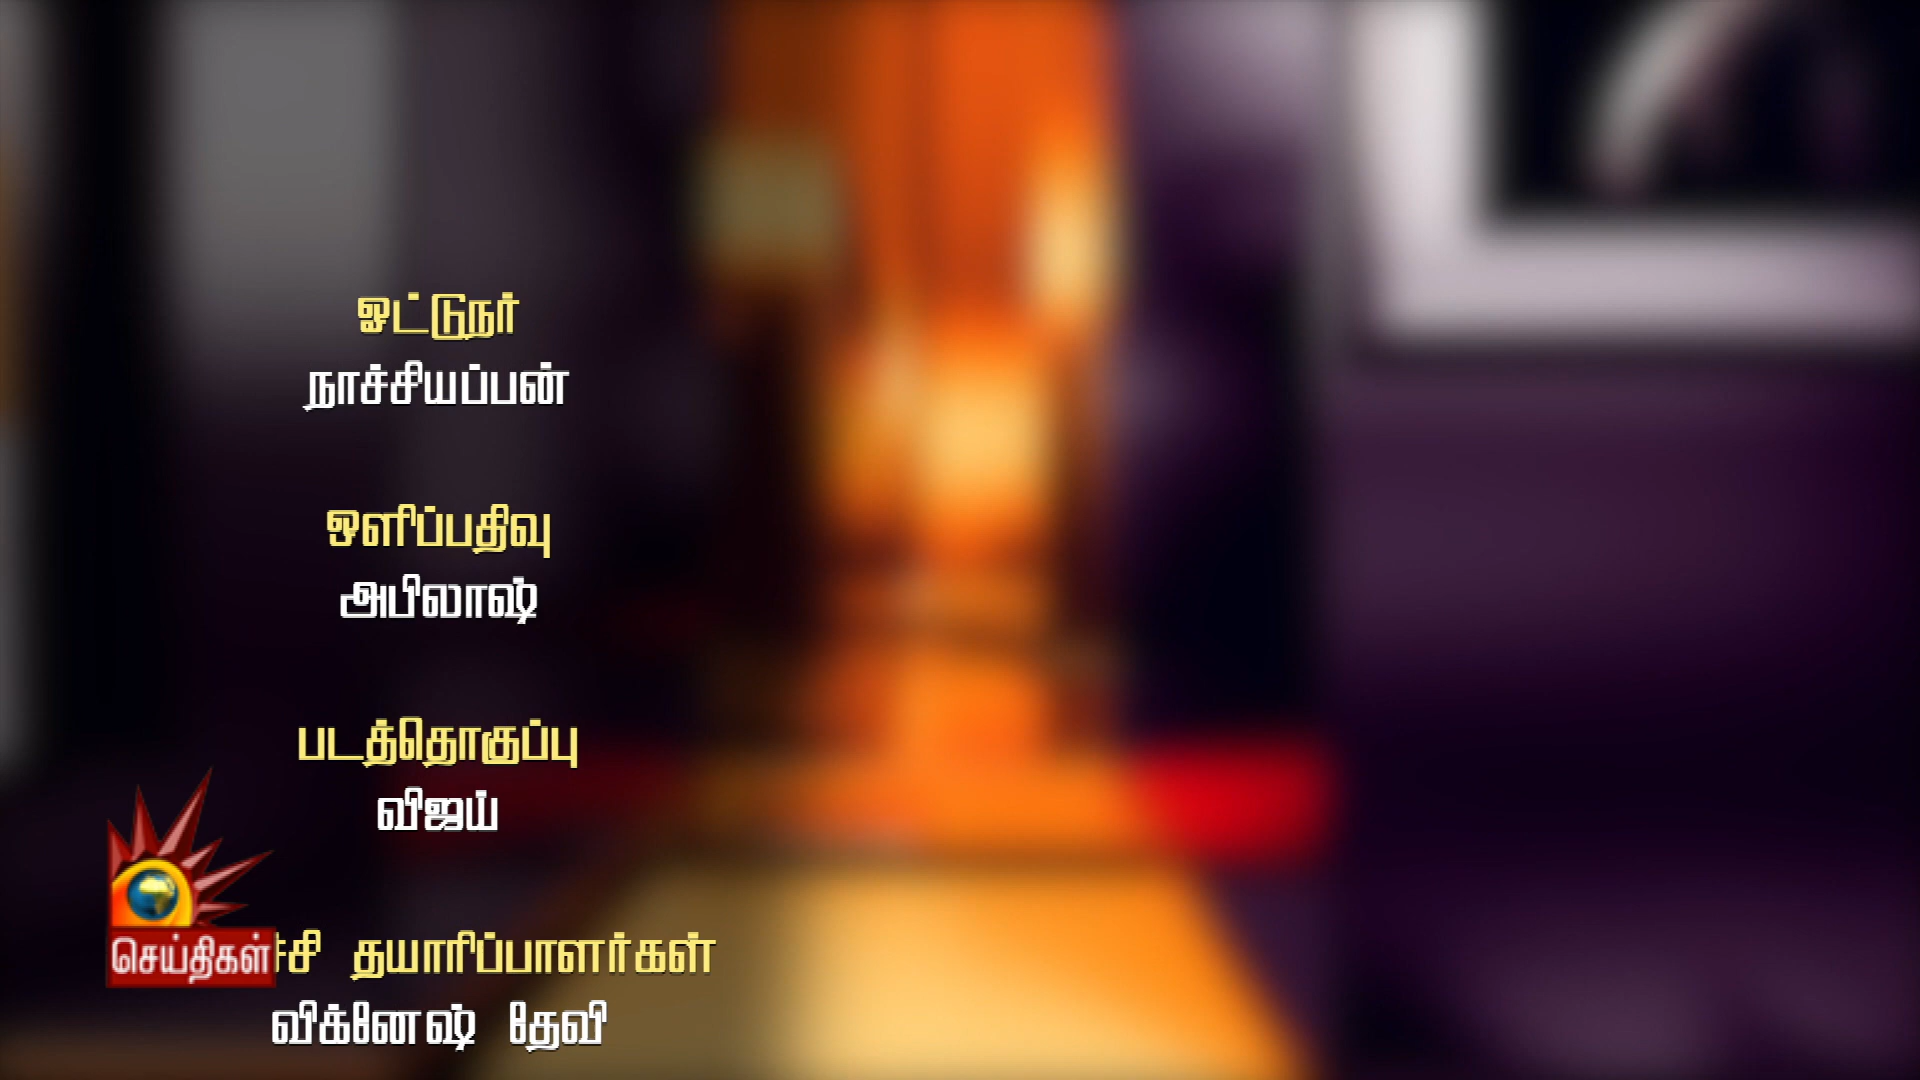 ஓட்டுநர்
நாச்சியப்பன்
ஒளிப்பதிவு
அபிலாஷ்
படத்தொகுப்பு
விஜய்
செய்திகள்
தயாரிப்பாளர்கள்
விக்னேஷ் தேவி